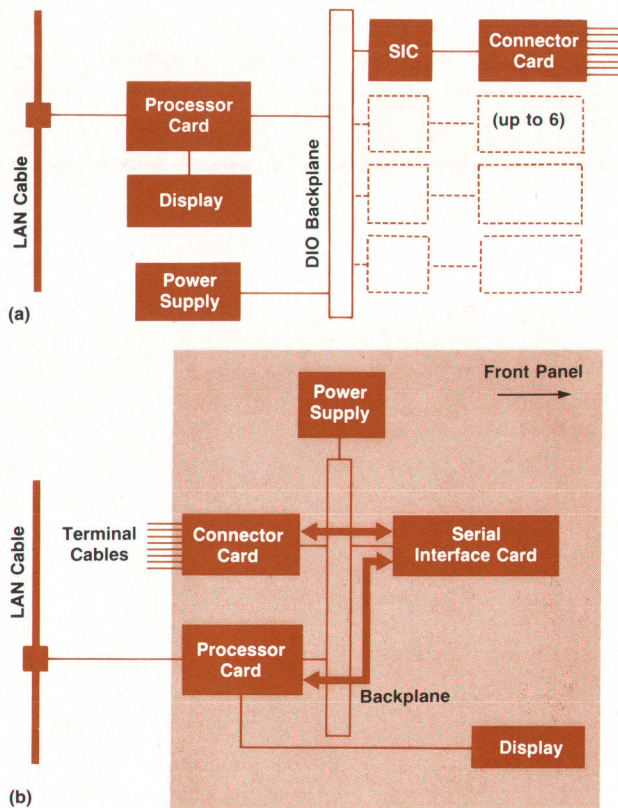 SIC
Connector
Card
Processor
Card
(up to 6)
LAN Cable
Display
DIO Backplane
Power
Supply
(a)
Front Panel
Power
Supply
LAN Cable
Terminal
Cables
Connector
Card
Serial
Interface Card
Processor
Card
Backplane
Display
(b)